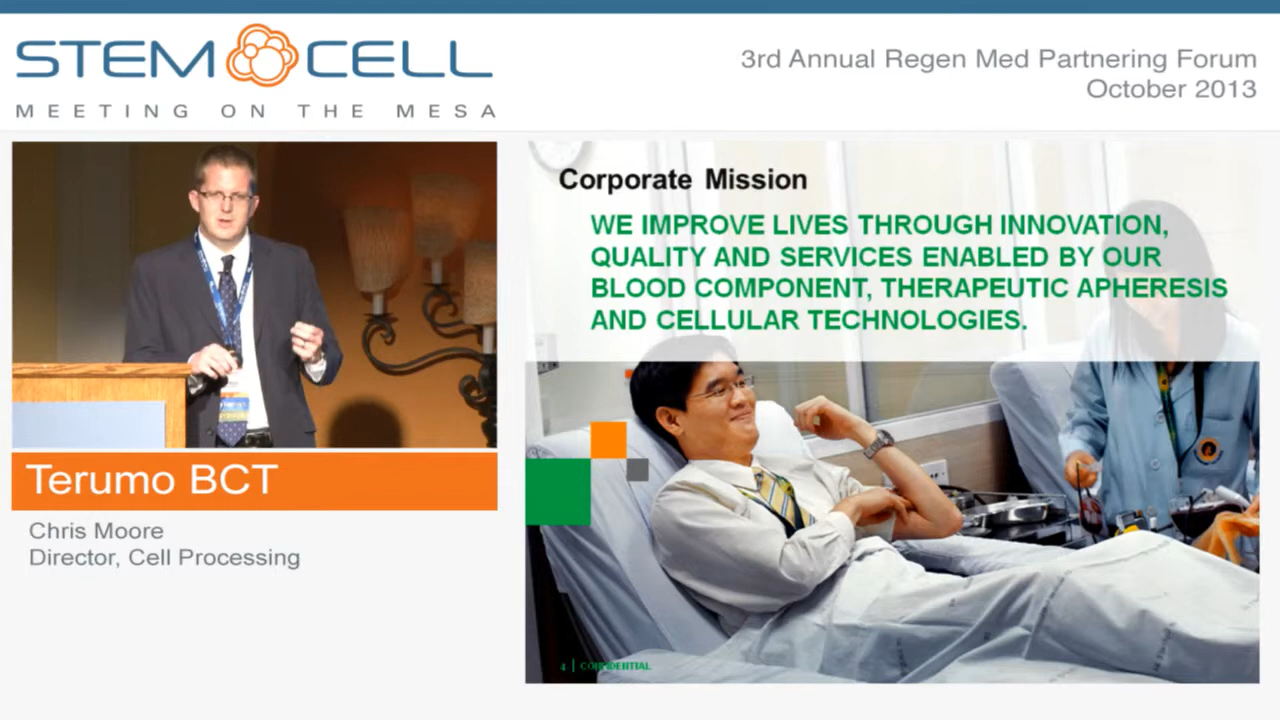 STEM CELL
MEETING ON THE MESA
3rd Annual Regen Med Partnering Forum
October 2013
Corporate Mission
WE IMPROVE LIVES THROUGH INNOVATION,
QUALITY AND SERVICES ENABLED BY OUR
BLOOD COMPONENT, THERAPEUTIC APHERESIS
AND CELLULAR TECHNOLOGIES.
4 | CONFIDENTIAL
Terumo BCT
Chris Moore
Director, Cell Processing